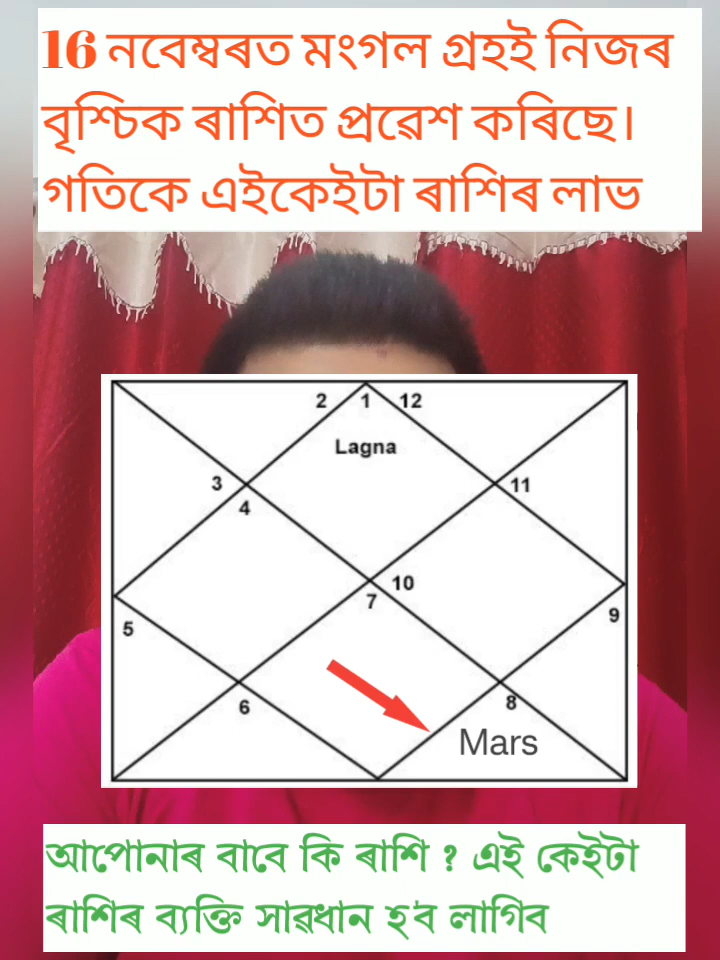 16 নবেম্বৰত মংগল গ্ৰহই নিজৰ
বৃশ্চিক ৰাশিত প্ৰৱেশ কৰিছে।
গতিকে এইকেইটা ৰাশিৰ লাভ
2 1 12
Lagna
3 11
4
10
7
5 9
6 8
Mars
আপোনাৰ বাবে কি ৰাশি ? এই কেইটা
ৰাশিৰ ব্যক্তি সাৱধান হ'ব লাগিব